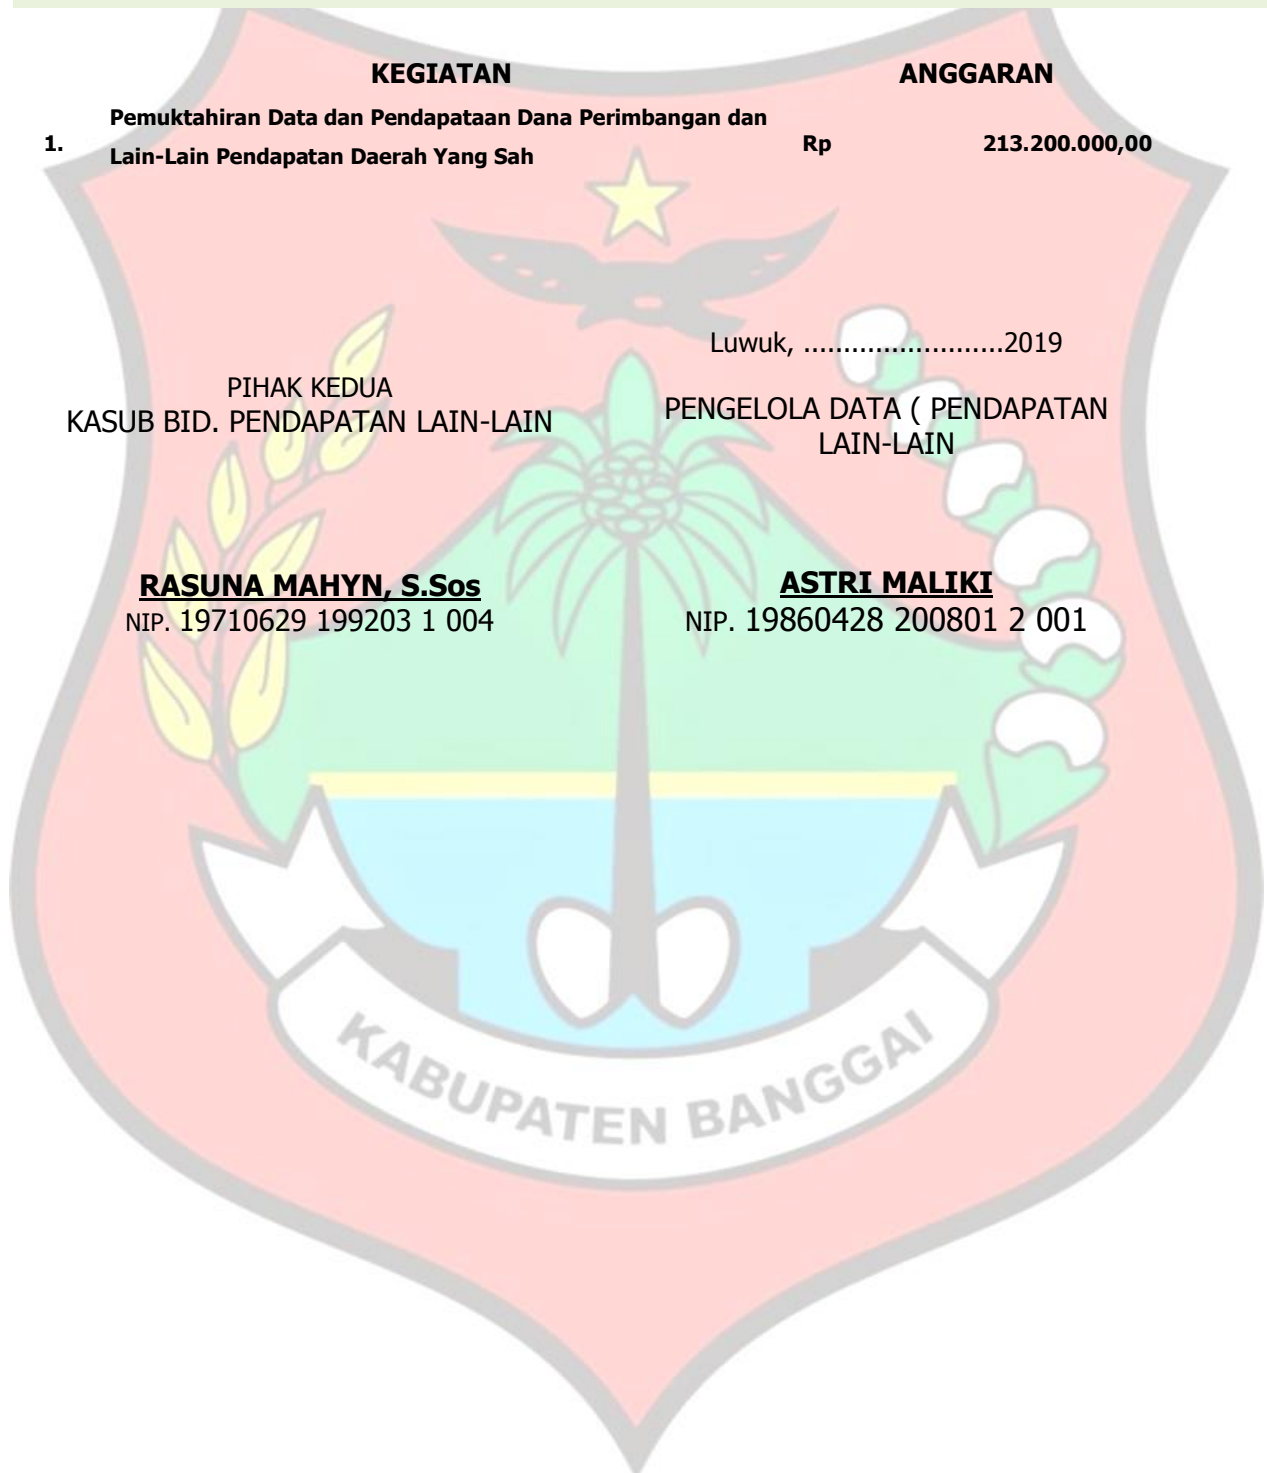 KEGIATAN ANGGARAN
Pemuktahiran Data dan Pendapataan Dana Perimbangan dan
1. Lain-Lain Pendapatan Daerah Yang Sah Rp 213.200.000,00
Luwuk, .........................2019
PIHAK KEDUA
KASUB BID. PENDAPATAN LAIN-LAIN
PENGELOLA DATA ( PENDAPATAN
LAIN-LAIN
RASUNA MAHYN, S.Sos
NIP. 19710629 199203 1 004
ASTRI MALIKI
NIP. 19860428 200801 2 001
KABUPATEN BANGGAI